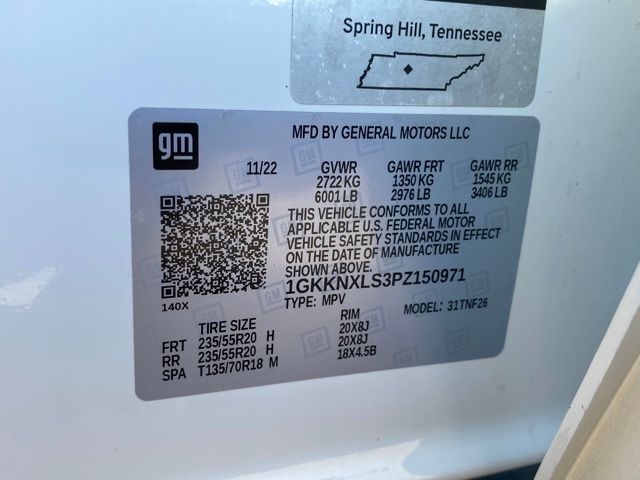 Spring Hill, Tennessee
gm
MFD BY GENERAL MOTORS LLC
11/22 GVWR GAWR FRT GAWR RR
2722 KG 1350 KG 1545 KG
6001 LB 2976 LB 3406 LB
THIS VEHICLE CONFORMS TO ALL
APPLICABLE U.S. FEDERAL MOTOR
VEHICLE SAFETY STANDARDS IN EFFECT
ON THE DATE OF MANUFACTURE
SHOWN ABOVE.
1GKKNXLS3PZ150971
140X
TYPE: MPV MODEL: 31TNF26
TIRE SIZE RIM
FRT 235/55R20 H 20X8J
RR 235/55R20 H 20X8J
SPA T135/70R18 M 18X4.5B